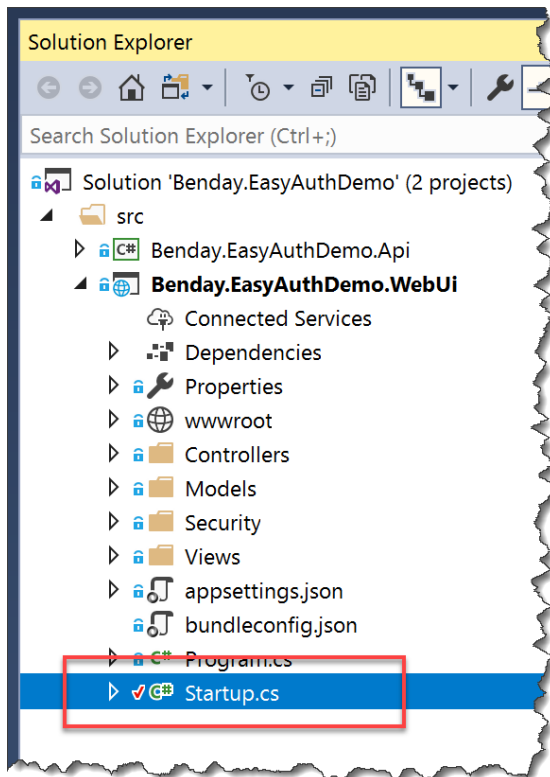 Solution Explorer
Search Solution Explorer (Ctrl+;)
Solution 'Benday.EasyAuthDemo' (2 projects)
src
C# Benday.EasyAuthDemo.Api
Benday.EasyAuthDemo.WebUi
Connected Services
Dependencies
Properties
wwwroot
Controllers
Models
Security
Views
appsettings.json
bundleconfig.json
C# Program.cs
C# Startup.cs